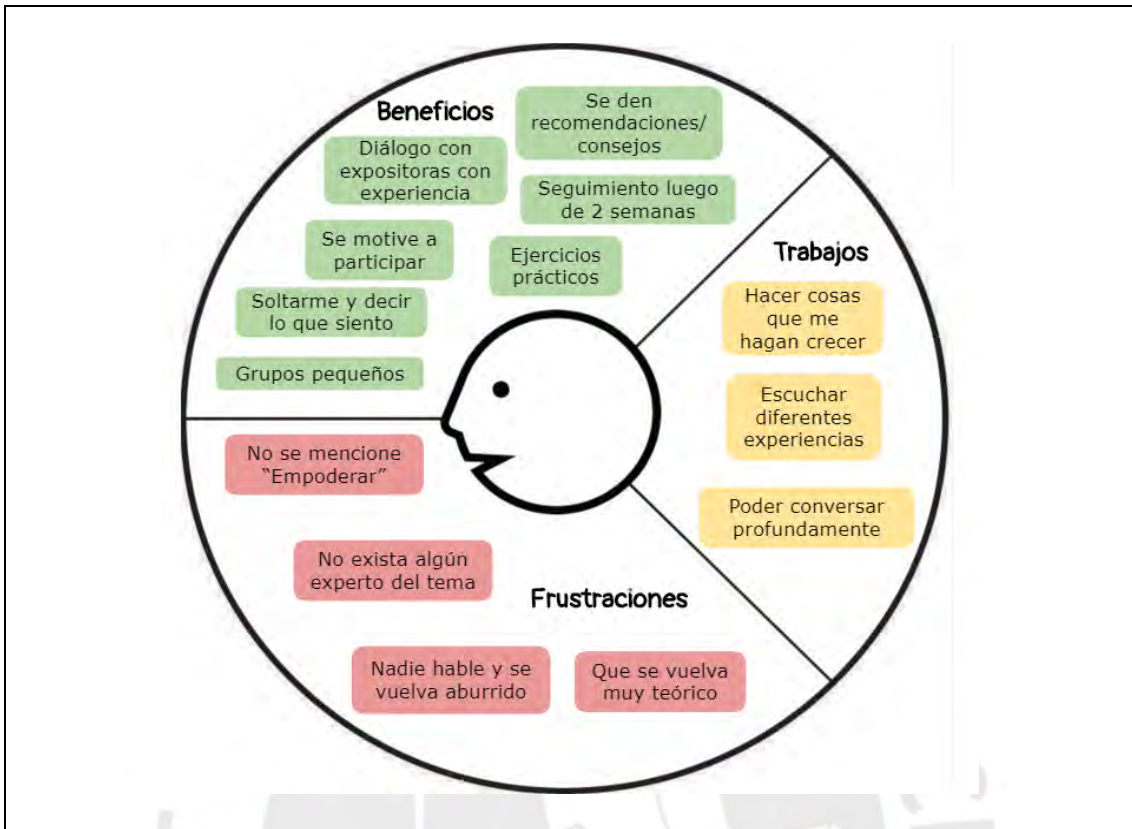 Beneficios
Se den
recomendaciones/
consejos
Diálogo con
expositoras con
experiencia
Seguimiento luego
de 2 semanas
Se motive a
participar
Ejercicios
prácticos
Soltarme y decir
lo que siento
Grupos pequeños
Trabajos
Hacer cosas
que me
hagan crecer
Escuchar
diferentes
experiencias
Poder conversar
profundamente
No se mencione
“Empoderar”
No exista algún
experto del tema
Frustraciones
Nadie hable y se
vuelva aburrido
Que se vuelva
muy teórico